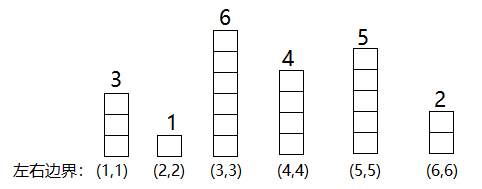 3 1 6 4 5 2
左右边界： (1,1) (2,2) (3,3) (4,4) (5,5) (6,6)